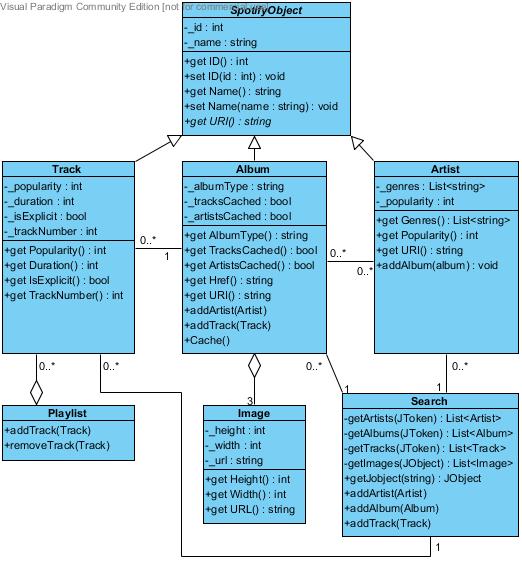 Visual Paradigm Community Edition [not for commercial use]
SpotifyObject
-_id : int
-_name : string
+get ID() : int
+set ID(id : int) : void
+get Name() : string
+set Name(name : string) : void
+get URI() : string
Track
-_popularity : int
-_duration : int
-_isExplicit : bool
-_trackNumber : int
+get Popularity() : int
+get Duration() : int
+get IsExplicit() : bool
+get TrackNumber() : int
0..*
1
Album
-_albumType : string
-_tracksCached : bool
-_artistsCached : bool
+get AlbumType() : string
+get TracksCached() : bool
+get ArtistsCached() : bool
+get Href() : string
+get URI() : string
+addArtist(Artist)
+addTrack(Track)
+Cache()
0..*
0..*
Artist
-_genres : List<string>
-_popularity : int
+get Genres() : List<string>
+get Popularity() : int
+get URI() : string
+addAlbum(album) : void
0..*
0..*
0..*
0..*
3
1
1
Playlist
+addTrack(Track)
+removeTrack(Track)
Image
-_height : int
-_width : int
-_url : string
+get Height() : int
+get Width() : int
+get URL() : string
Search
-getArtists(JToken) : List<Artist>
-getAlbums(JToken) : List<Album>
-getTracks(JToken) : List<Track>
-getImages(JObject) : List<Image>
+getJobject(string) : JObject
+addArtist(Artist)
+addAlbum(Album)
+addTrack(Track)
1